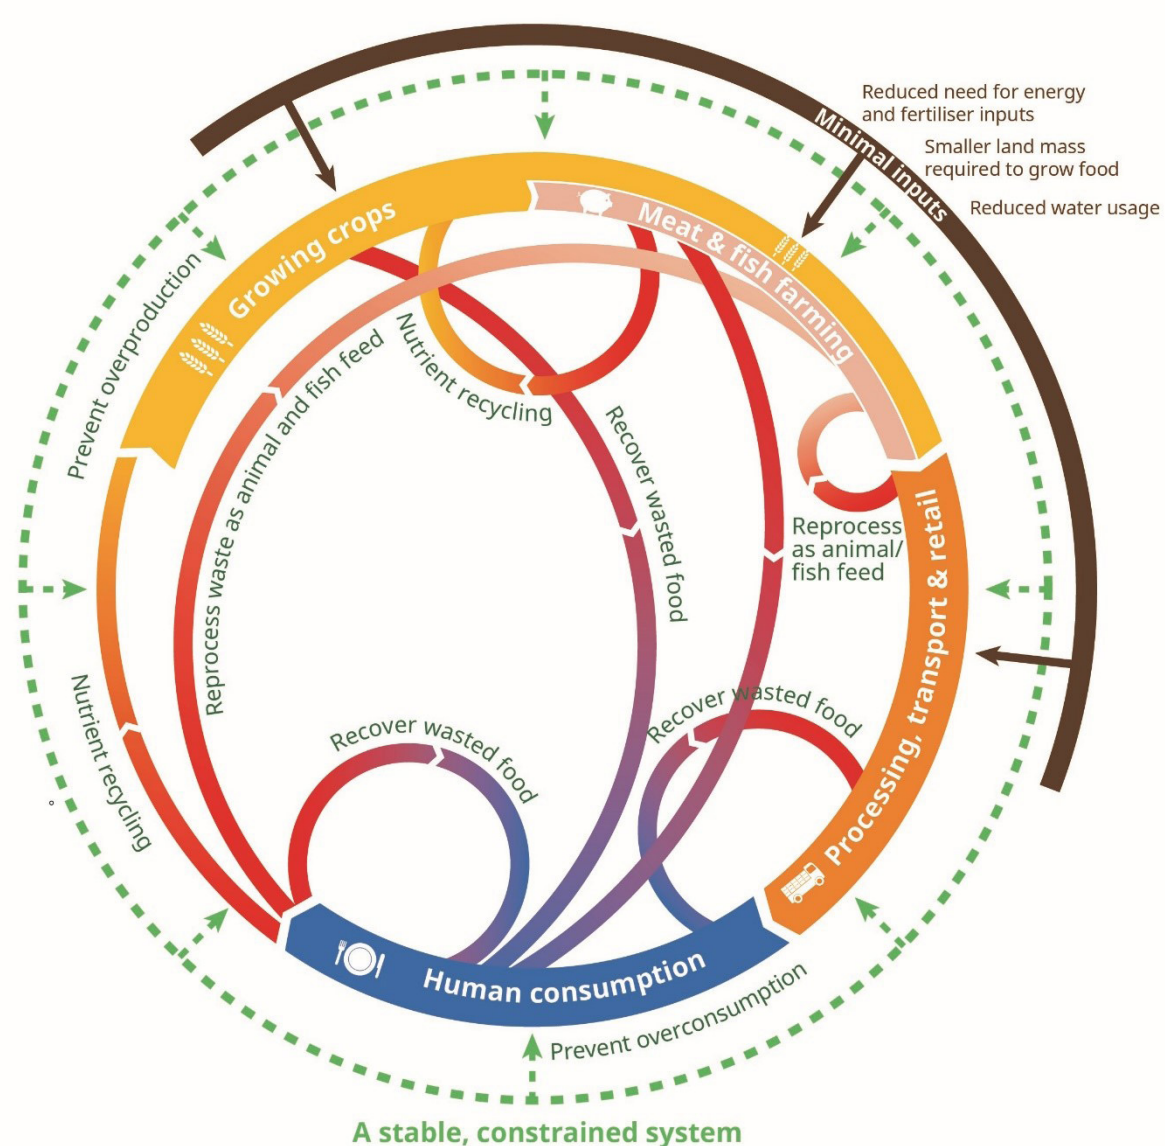 Reduced need for energy
and fertiliser inputs
Minimal inputs
Smaller land mass
required to grow food
Reduced water usage
Growing crops
Meat & fish farming
Prevent overproduction
Nutrient recycling
Reprocess waste as animal and fish feed
Recover wasted food
Reprocess
as animal/
fish feed
Processing, transport & retail
Nutrient recycling
Recover wasted food
Recover wasted food
Human consumption
Prevent overconsumption
A stable, constrained system